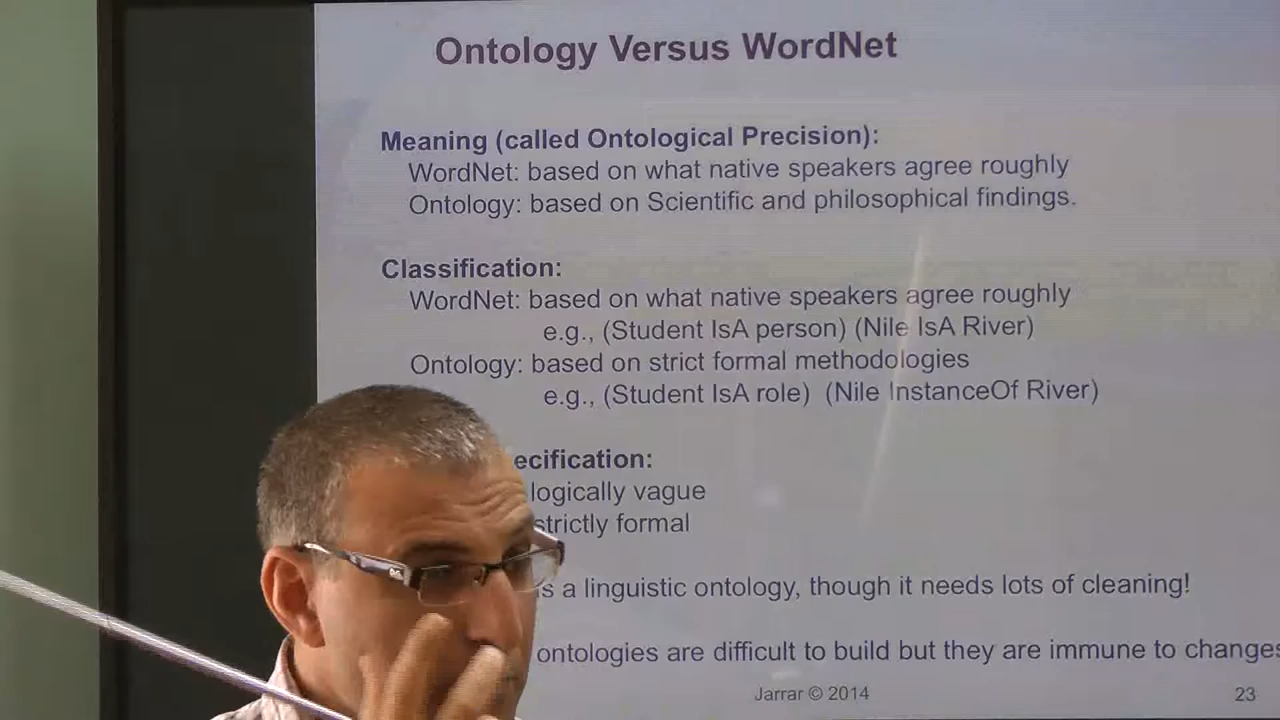 Ontology Versus WordNet
Meaning (called Ontological Precision):
WordNet: based on what native speakers agree roughly
Ontology: based on Scientific and philosophical findings.
Classification:
WordNet: based on what native speakers agree roughly
e.g., (Student IsA person) (Nile IsA River)
Ontology: based on strict formal methodologies
e.g., (Student IsA role) (Nile InstanceOf River)
ecification:
logically vague
strictly formal
is a linguistic ontology, though it needs lots of cleaning!
ontologies are difficult to build but they are immune to changes
Jarrar © 2014
23